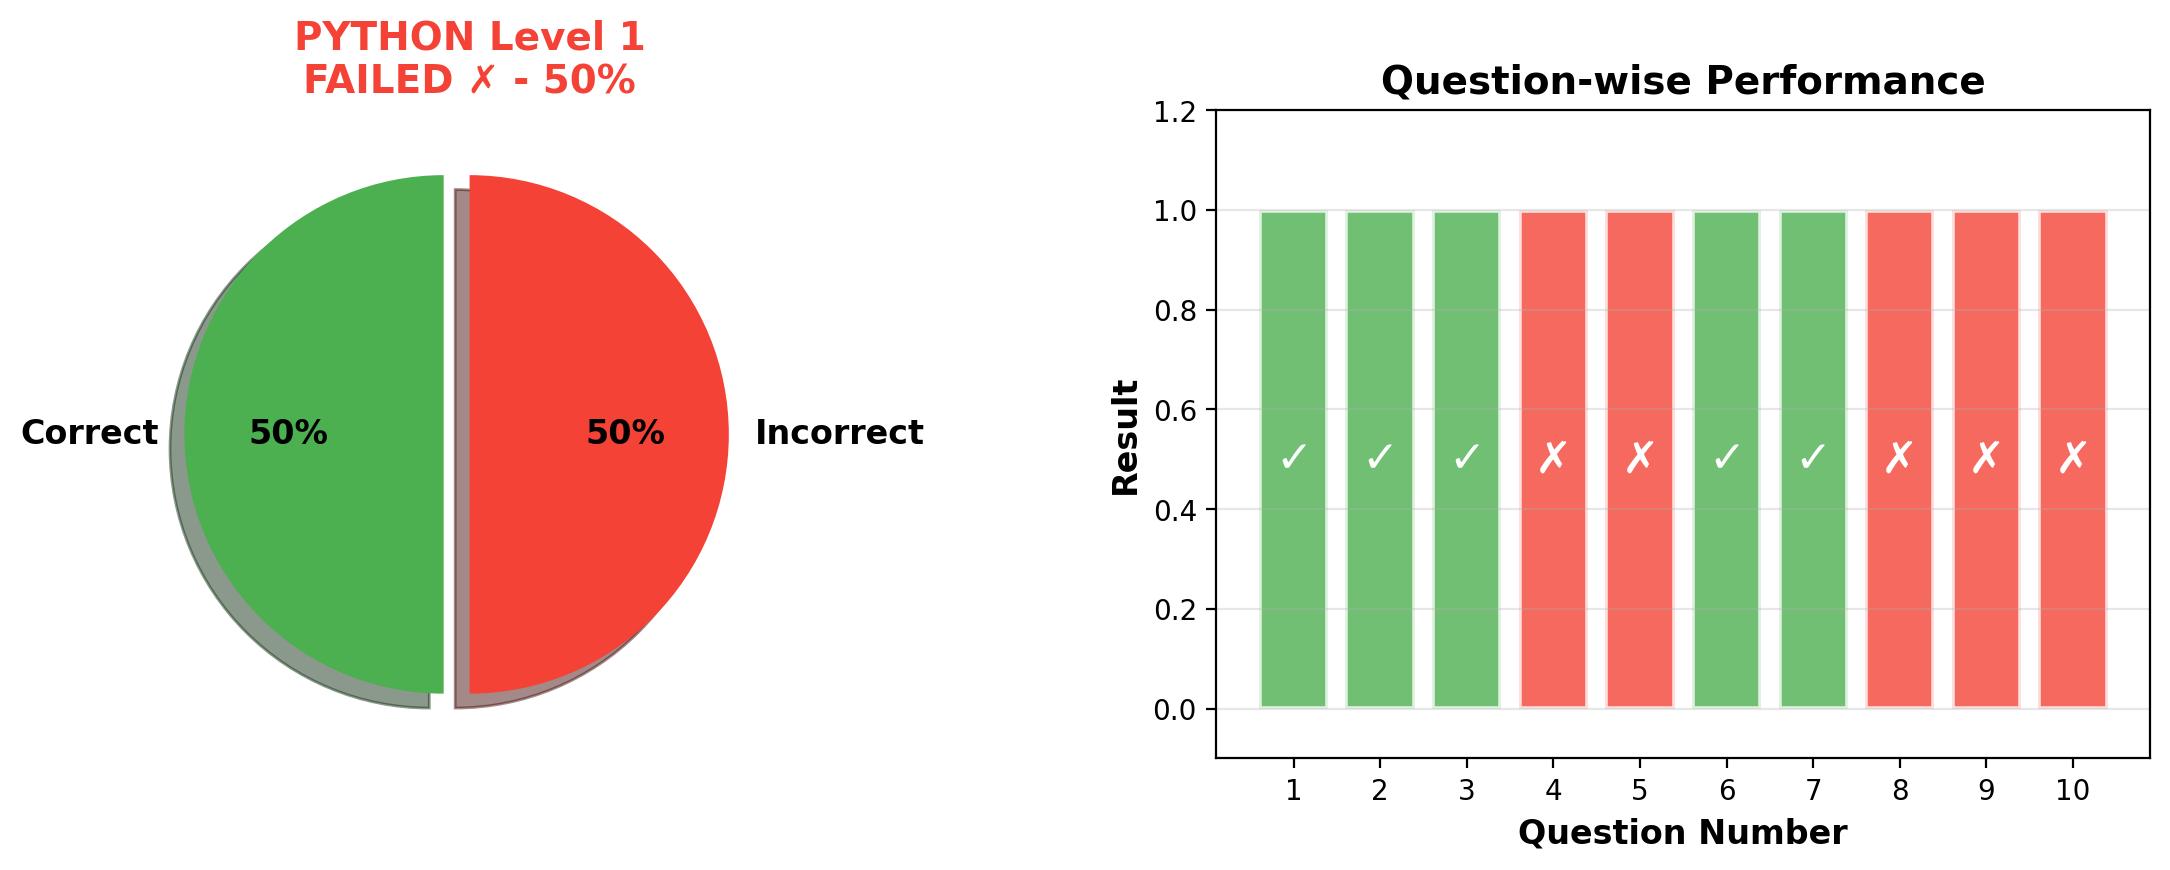 PYTHON Level 1
FAILED ✗ - 50%
Correct
50%
50%
Incorrect
Question-wise Performance
1.2
1.0
0.8
0.6
0.4
0.2
0.0
Result
✓ ✓ ✓ ✗ ✗ ✓ ✓ ✗ ✗ ✗
1 2 3 4 5 6 7 8 9 10
Question Number